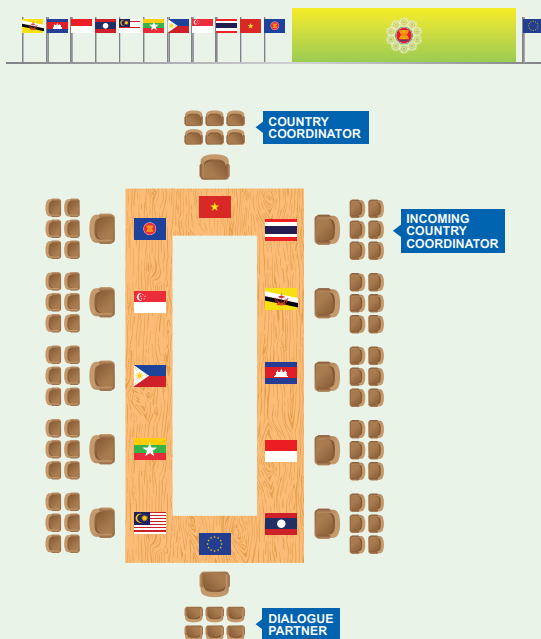 COUNTRY
COORDINATOR
INCOMING
COUNTRY
COORDINATOR
DIALOGUE
PARTNER